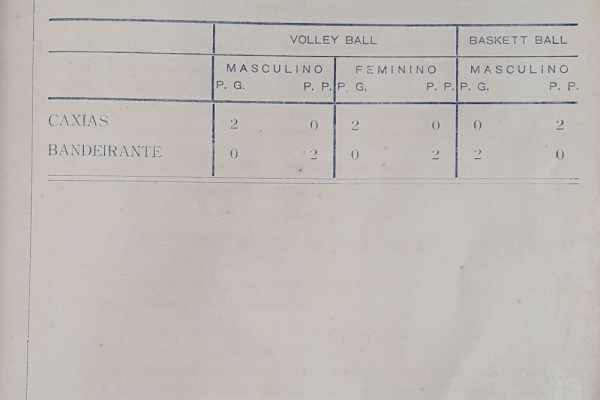 VOLLEY BALL BASKETT BALL
MASCULINO FEMININO MASCULINO
P. G. P. P. P. G. P. P. P. G. P. P.
CAXIAS 2 0 2 0 0 2
BANDEIRANTE 0 2 0 2 2 0